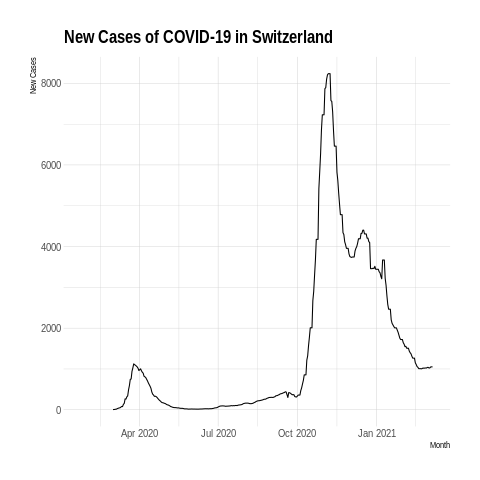 New Cases of COVID-19 in Switzerland
New Cases
8000
6000
4000
2000
0
Apr 2020 Jul 2020 Oct 2020 Jan 2021
Month